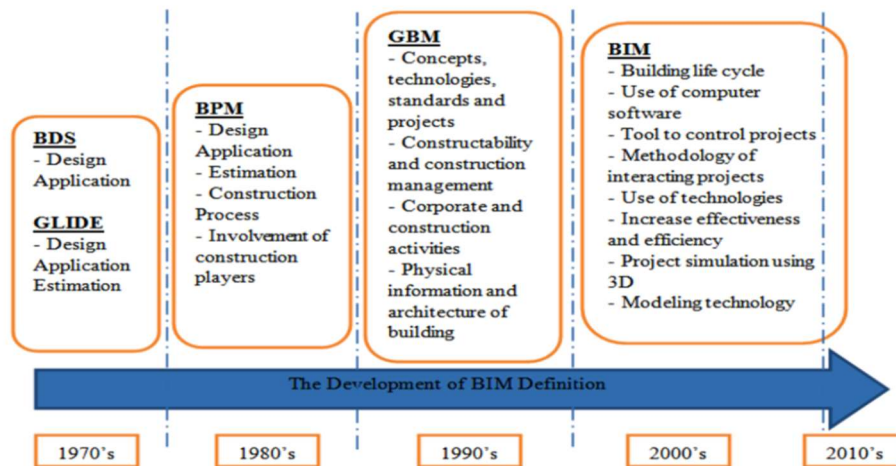 BDS
- Design
Application
GLIDE
- Design
Application
Estimation
BPM
- Design
Application
- Estimation
- Construction
Process
- Involvement of
construction
players
GBM
- Concepts,
technologies,
standards and
projects
- Constructability
and construction
management
- Corporate and
construction
activities
- Physical
information and
architecture of
building
BIM
- Building life cycle
- Use of computer
software
- Tool to control projects
- Methodology of
interacting projects
- Use of technologies
- Increase effectiveness
and efficiency
- Project simulation using
3D
- Modeling technology
The Development of BIM Definition
1970's
1980's
1990's
2000's
2010's